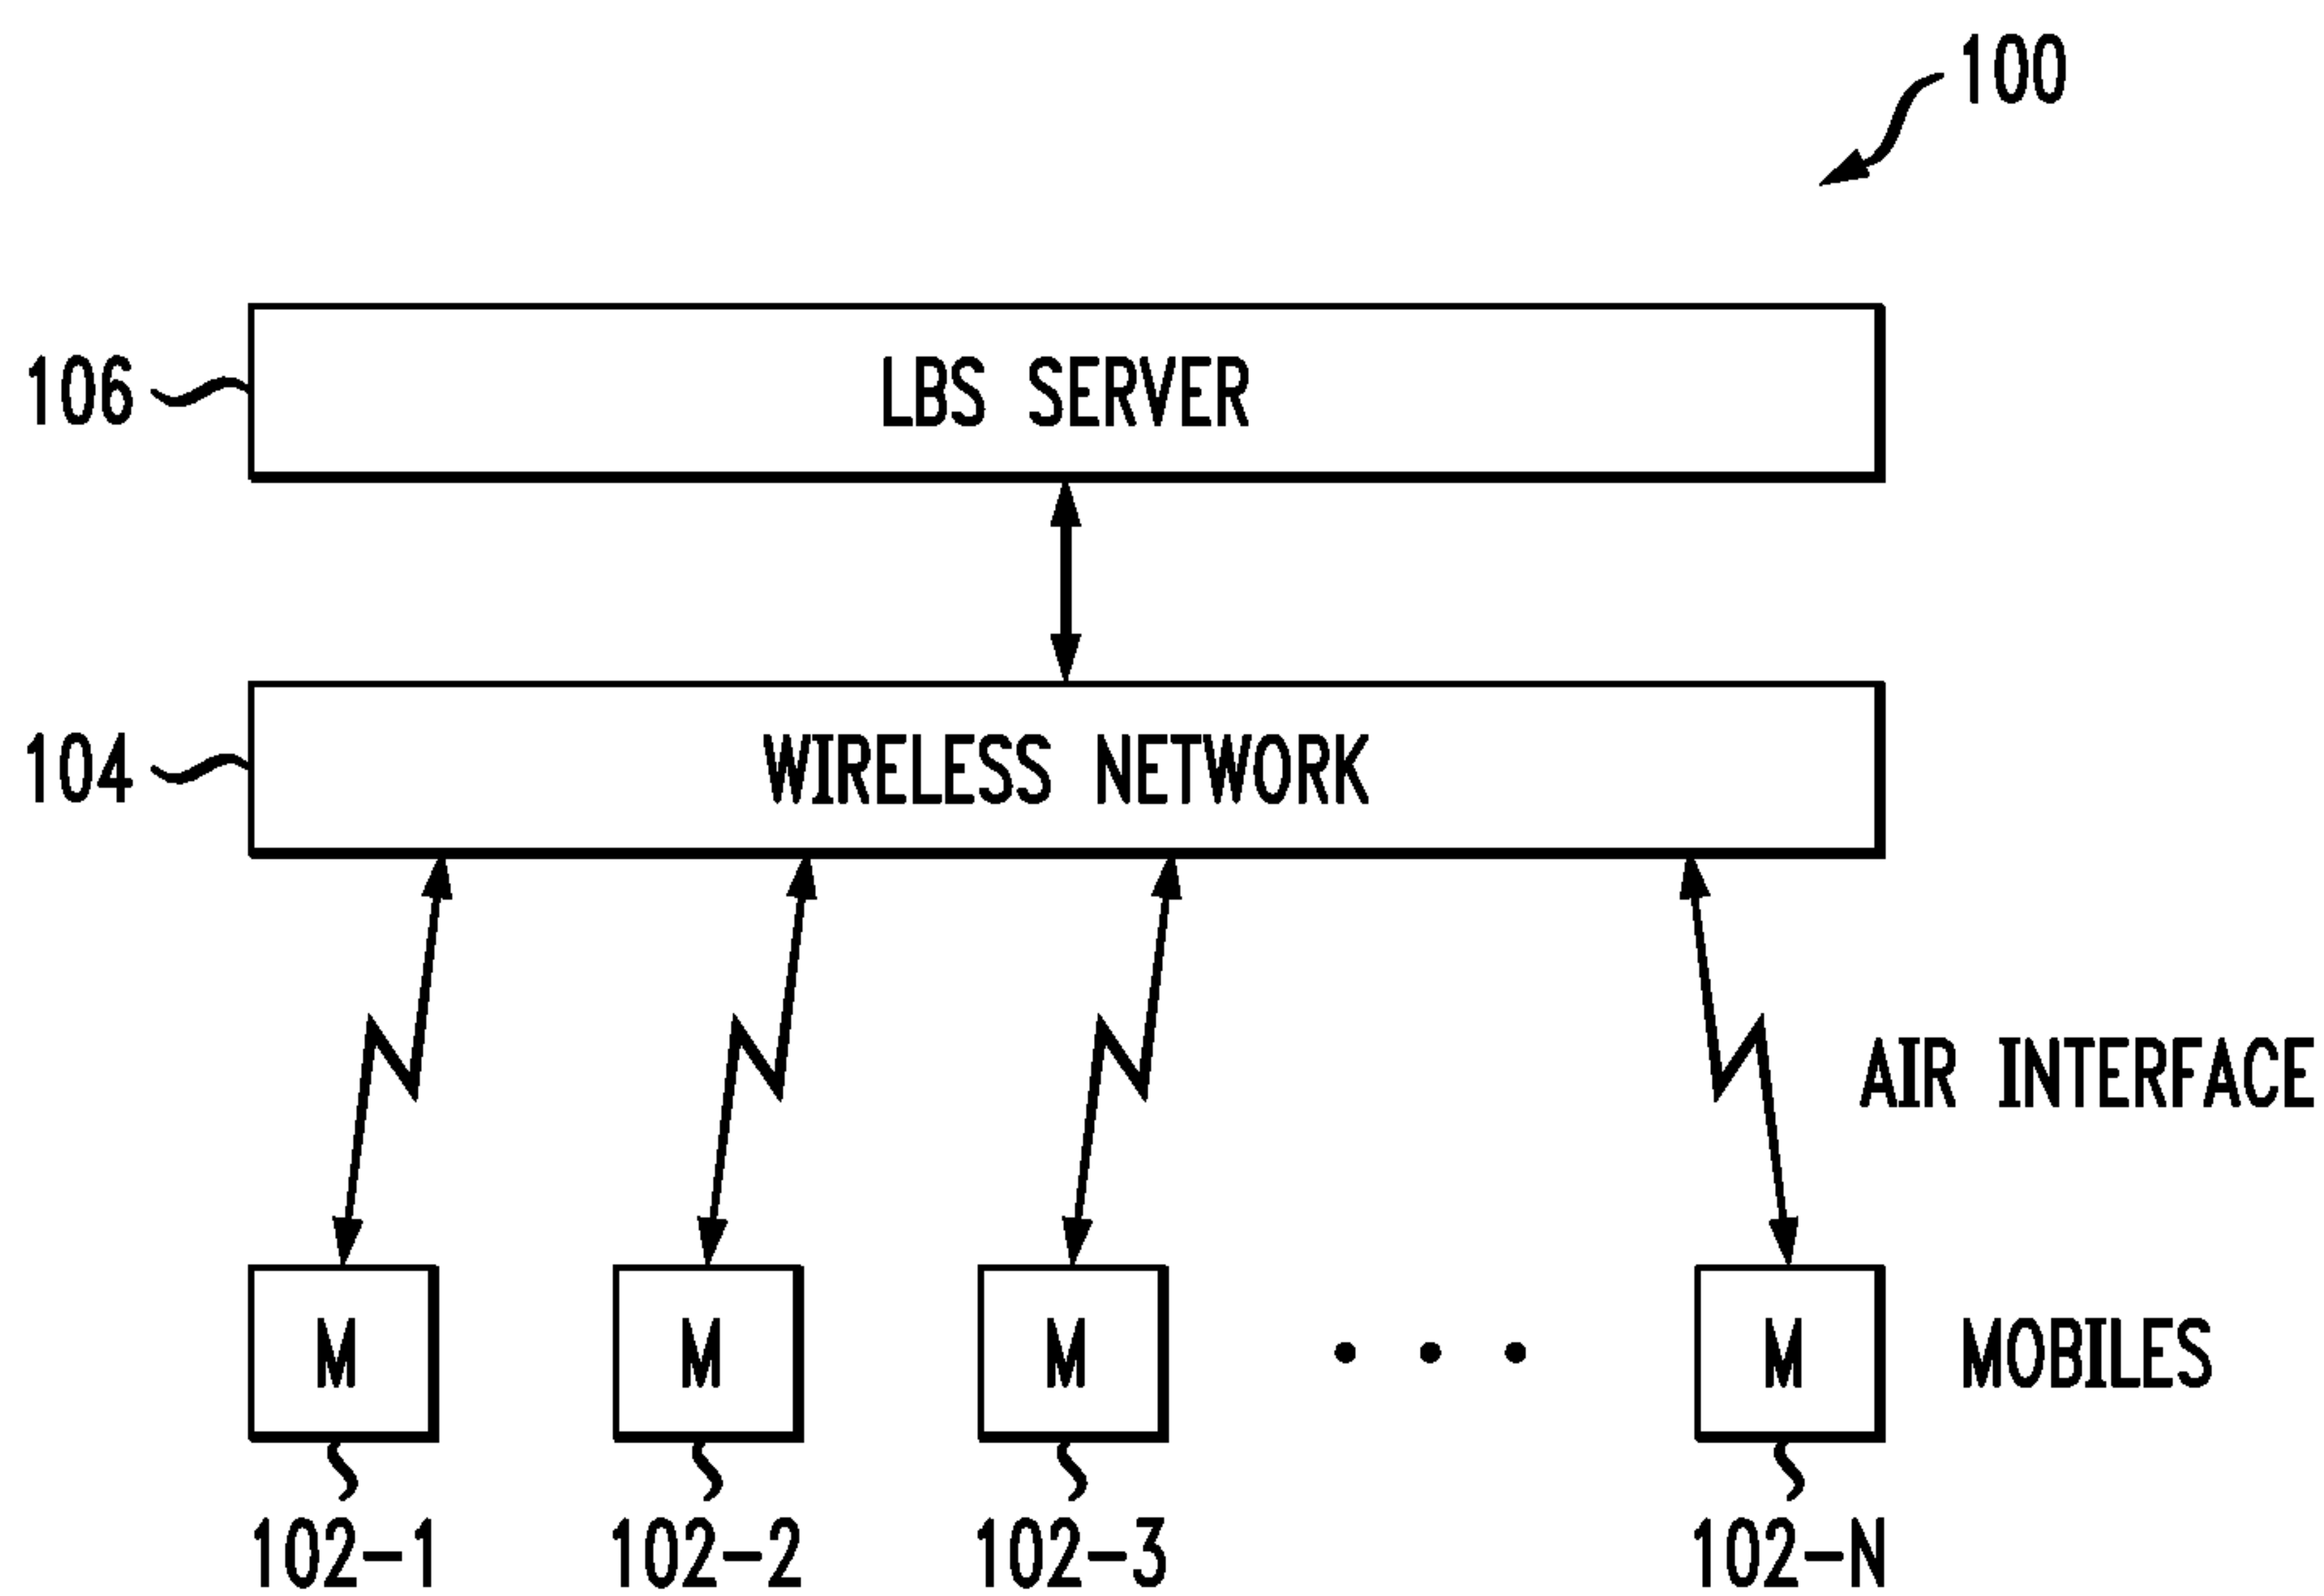 100
106
LBS SERVER
104
WIRELESS NETWORK
AIR INTERFACE
M
M
M
M
MOBILES
102-1
102-2
102-3
102-N